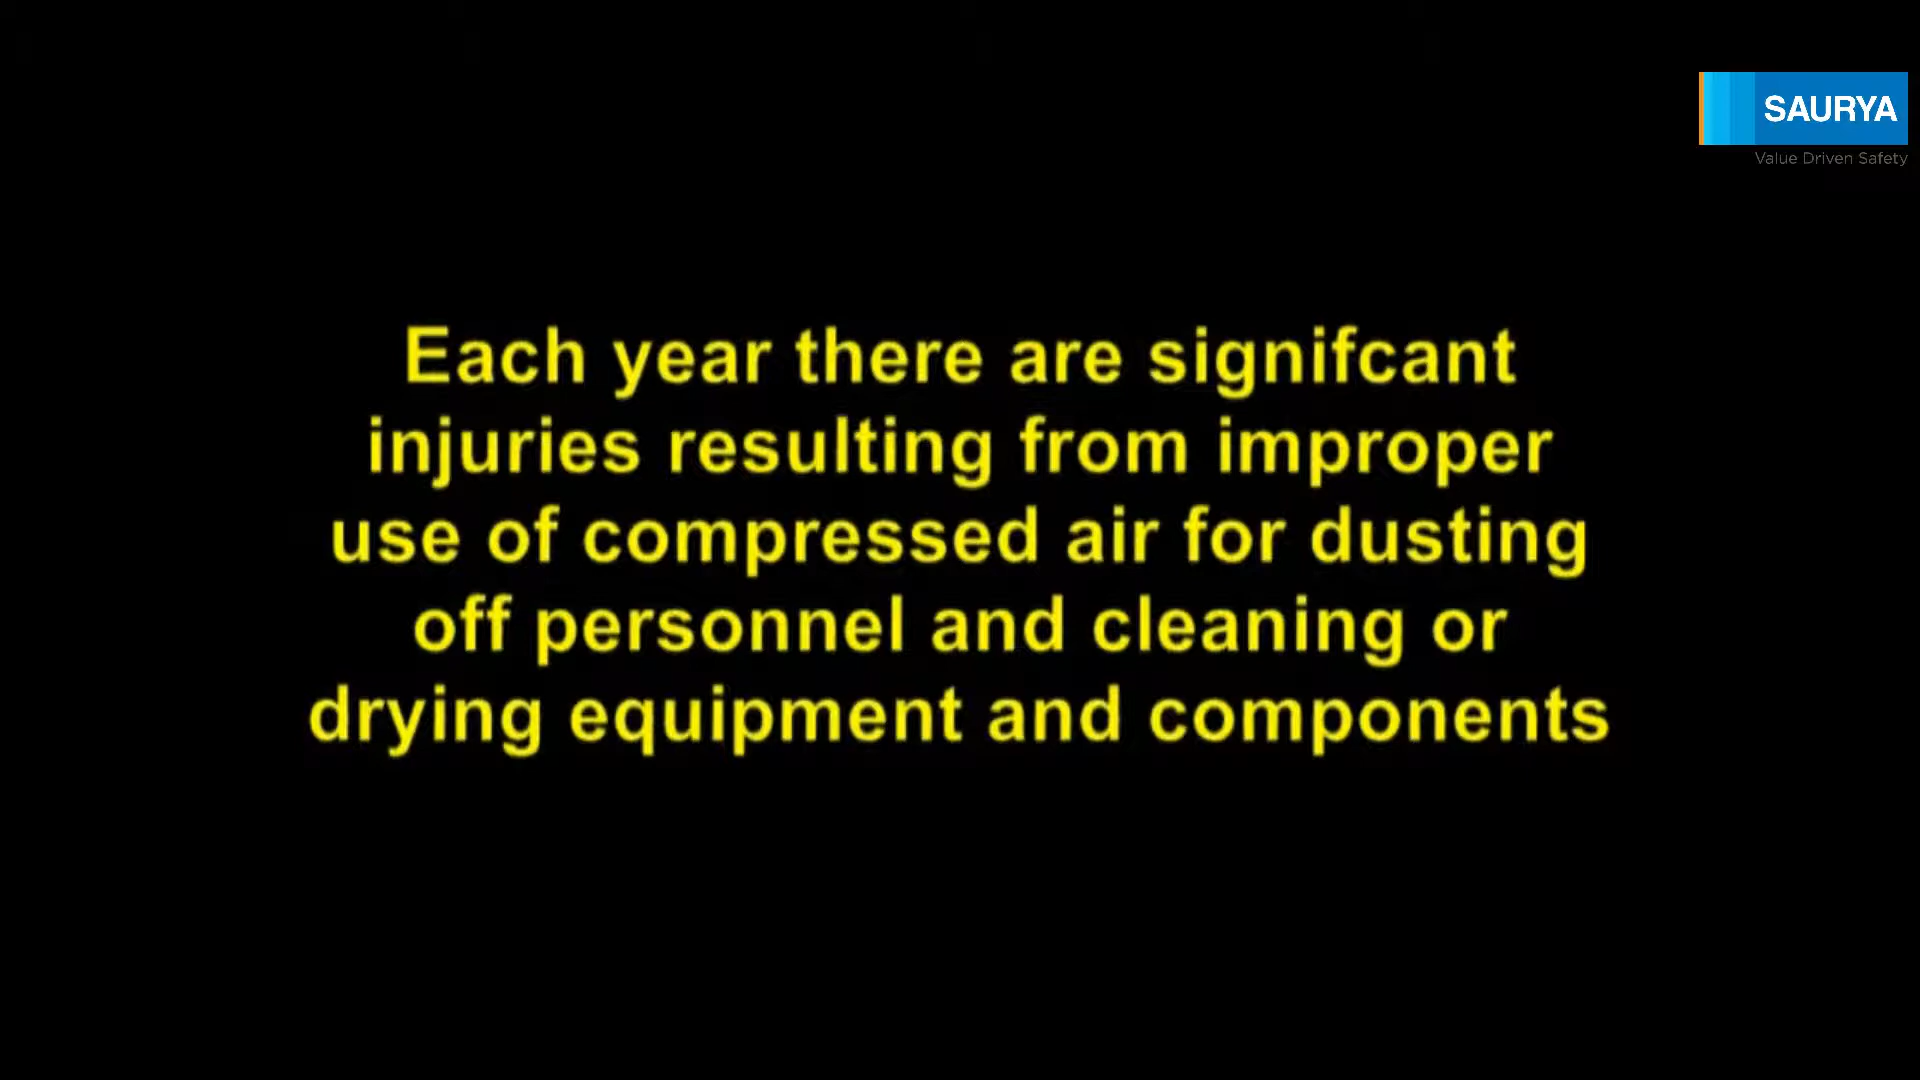 SAURYA
Value Driven Safety
Each year there are signifcant
injuries resulting from improper
use of compressed air for dusting
off personnel and cleaning or
drying equipment and components